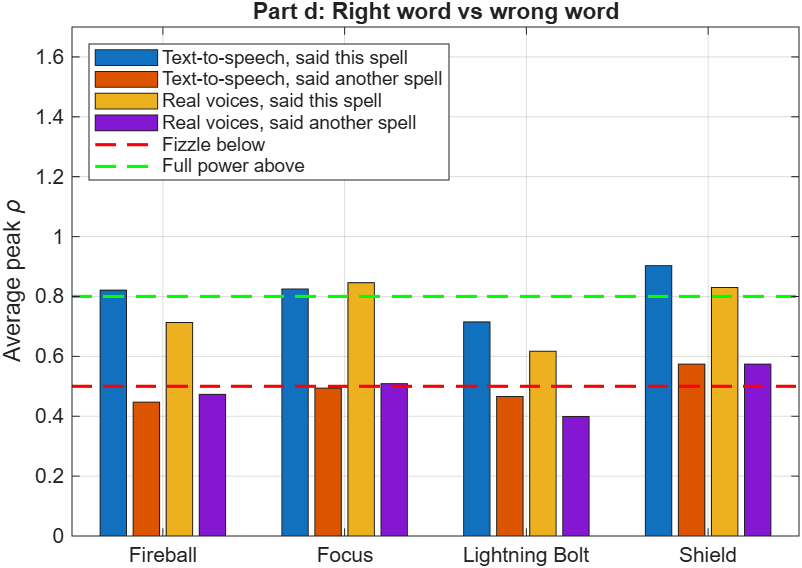 Part d: Right word vs wrong word
Text-to-speech, said this spell
Text-to-speech, said another spell
Real voices, said this spell
Real voices, said another spell
Fizzle below
Full power above
Average peak ρ
1.6
1.4
1.2
1
0.8
0.6
0.4
0.2
0
Fireball Focus Lightning Bolt Shield